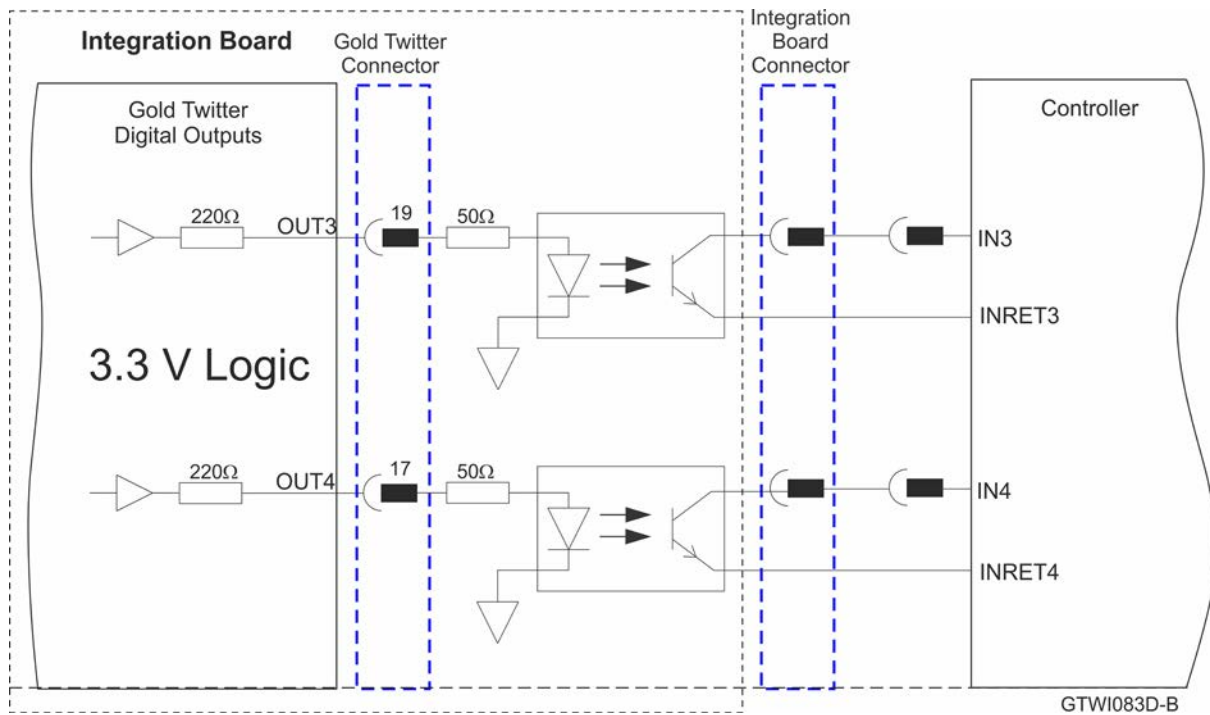 Integration Board
Gold Twitter
Connector
Integration
Board
Connector
Gold Twitter
Digital Outputs
Controller
220Ω
OUT3
19
50Ω
IN3
INRET3
3.3 V Logic
220Ω
OUT4
17
50Ω
IN4
INRET4
GTWI083D-B